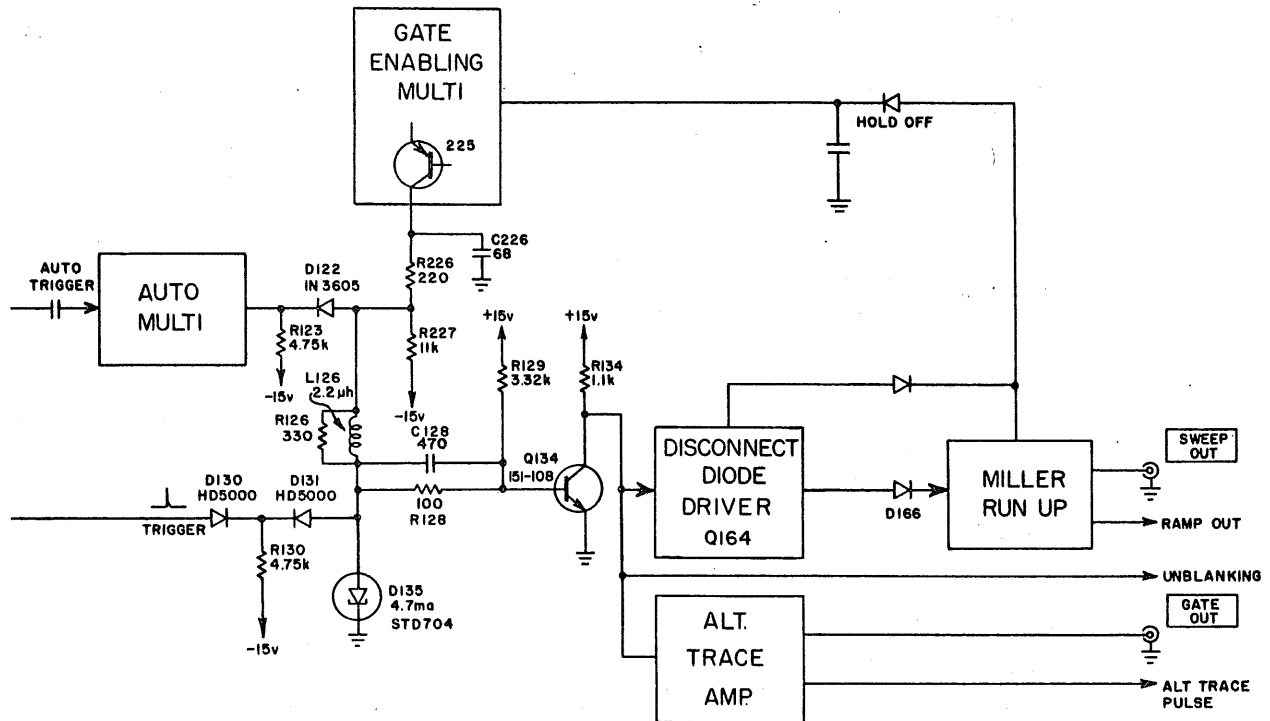 GATE
ENABLING
MULTI
225
HOLD OFF
C226
68
R226
220
AUTO
TRIGGER
AUTO
MULTI
D122
IN 3605
R123
4.75k
-15v
R227
11k
-15v
L126
2.2µh
R126
330
C128
470
+15v
R129
3.32k
+15v
R134
1.1k
Q134
151-108
100
R128
D130
HD5000
D131
HD5000
TRIGGER
R130
4.75k
-15v
D135
4.7ma
STD704
DISCONNECT
DIODE
DRIVER
Q164
D166
MILLER
RUN UP
SWEEP
OUT
RAMP OUT
UNBLANKING
GATE
OUT
ALT.
TRACE
AMP.
ALT TRACE
PULSE